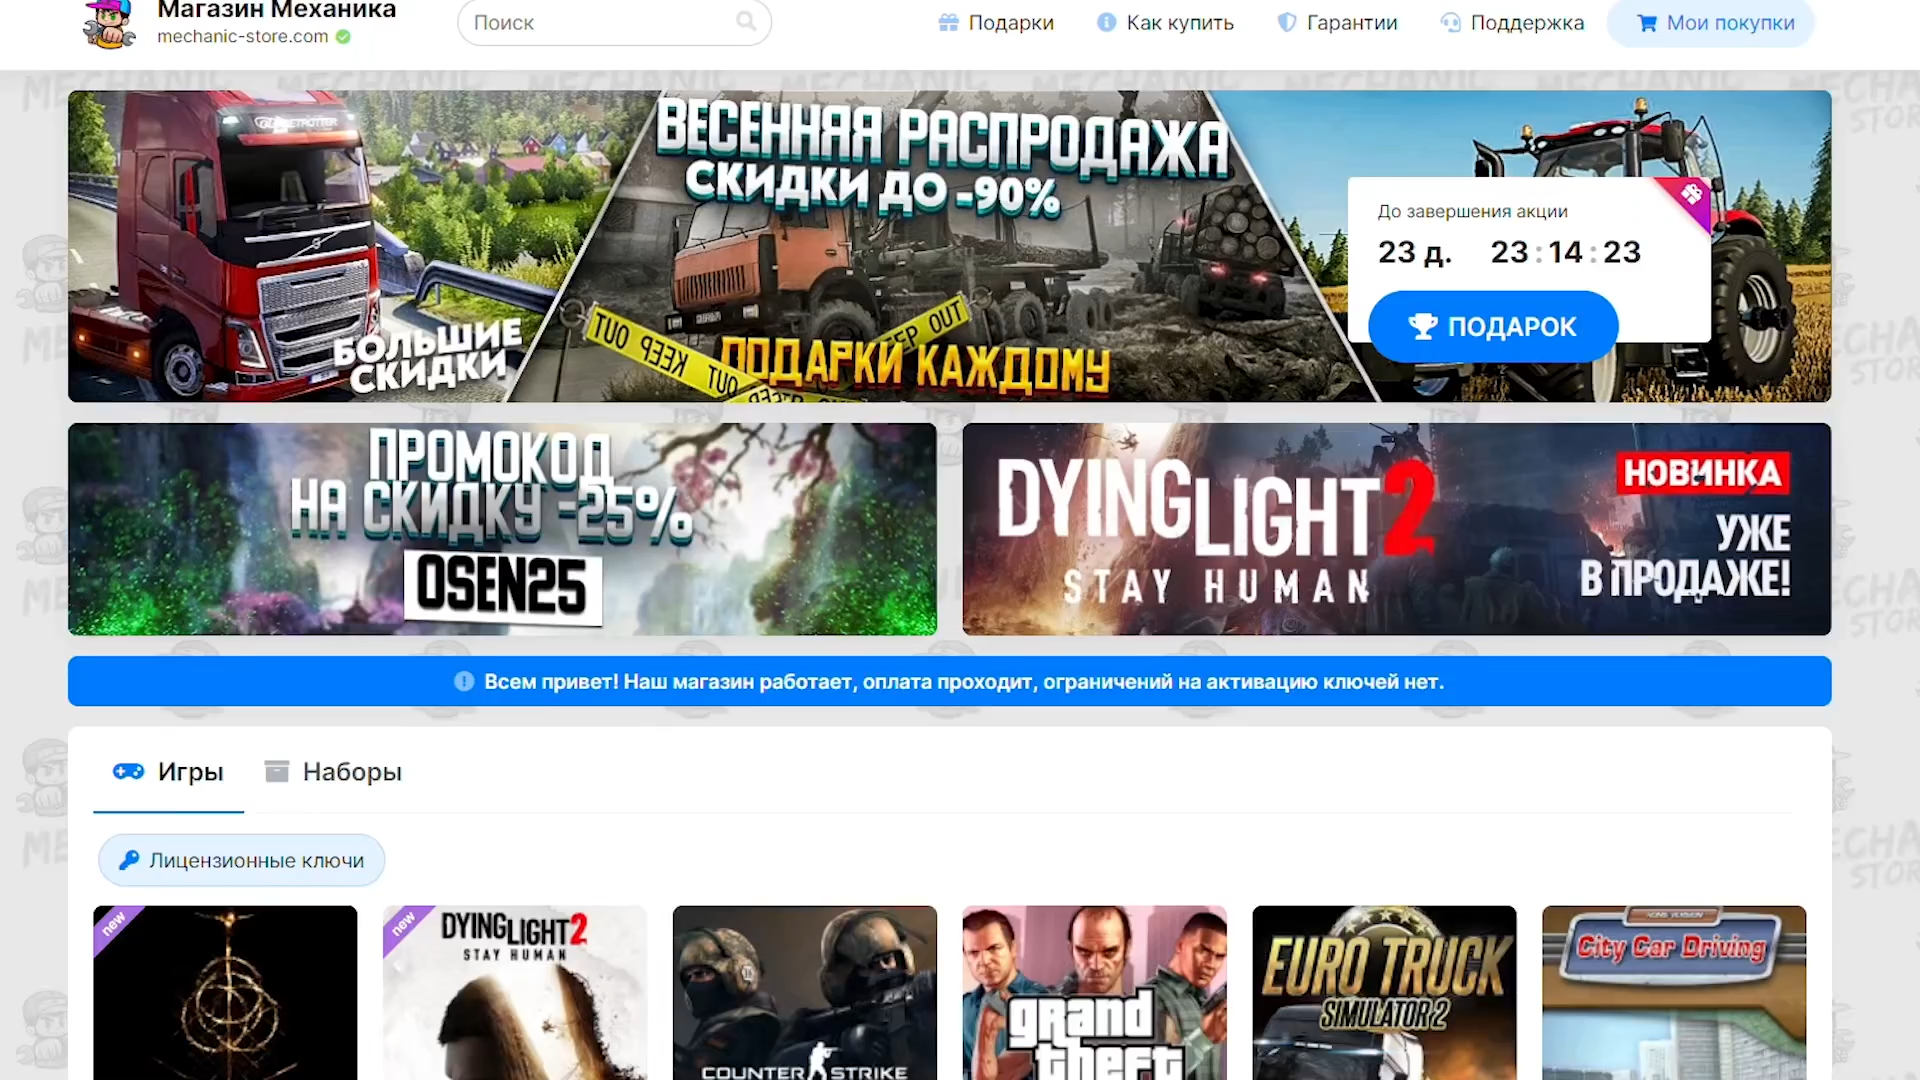 Магазин Механика
mechanic-store.com
Поиск
Подарки
Как купить
Гарантии
Поддержка
Мои покупки
ВЕСЕННЯЯ РАСПРОДАЖА
СКИДКИ ДО -90%
БОЛЬШИЕ
СКИДКИ
KEEP OUT
ПОДАРКИ КАЖДОМУ
До завершения акции
23 д. 23:14:23
ПОДАРОК
ПРОМОКОД
НА СКИДКУ -25%
OSEN25
DYING LIGHT 2
STAY HUMAN
НОВИНКА
УЖЕ
В ПРОДАЖЕ!
Всем привет! Наш магазин работает, оплата проходит, ограничений на активацию ключей нет.
Игры
Наборы
Лицензионные ключи
new
new
DYING LIGHT 2
STAY HUMAN
COUNTER STRIKE
grand
theft
EURO TRUCK
SIMULATOR 2
City Car Driving
MECHANIC
STORE